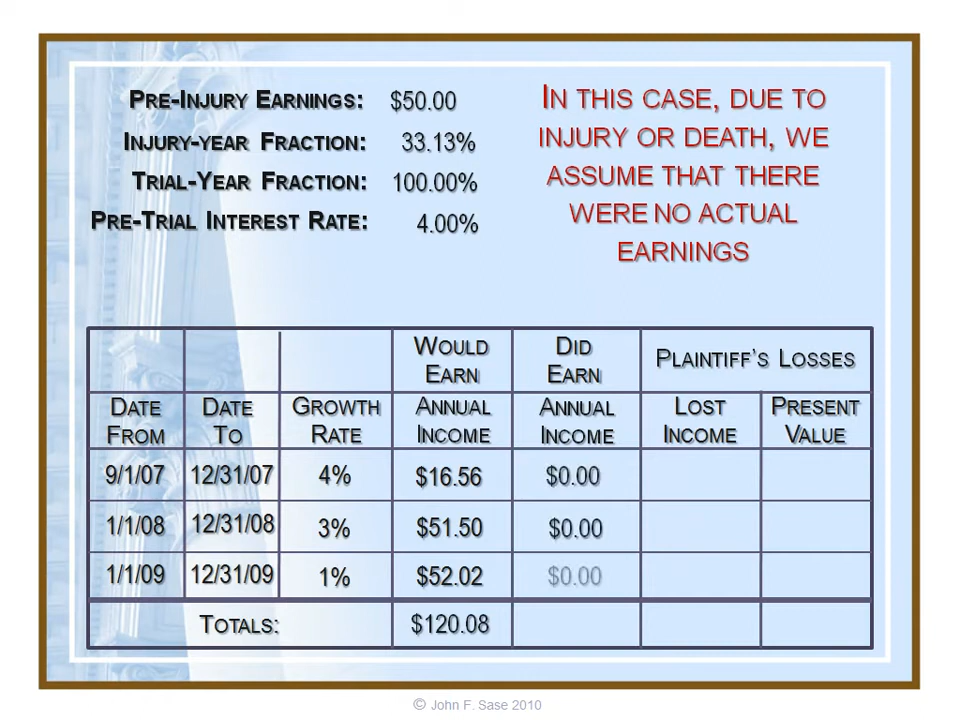 Pre-Injury Earnings: $50.00
Injury-year Fraction: 33.13%
Trial-Year Fraction: 100.00%
Pre-Trial Interest Rate: 4.00%
In this case, due to
injury or death, we
assume that there
were no actual
earnings
Would Earn Did Earn Plaintiff's Losses
Date From Date To Growth Rate Annual Income Annual Income Lost Income Present Value
9/1/07 12/31/07 4% $16.56 $0.00
1/1/08 12/31/08 3% $51.50 $0.00
1/1/09 12/31/09 1% $52.02 $0.00
Totals: $120.08
© John F. Sase 2010